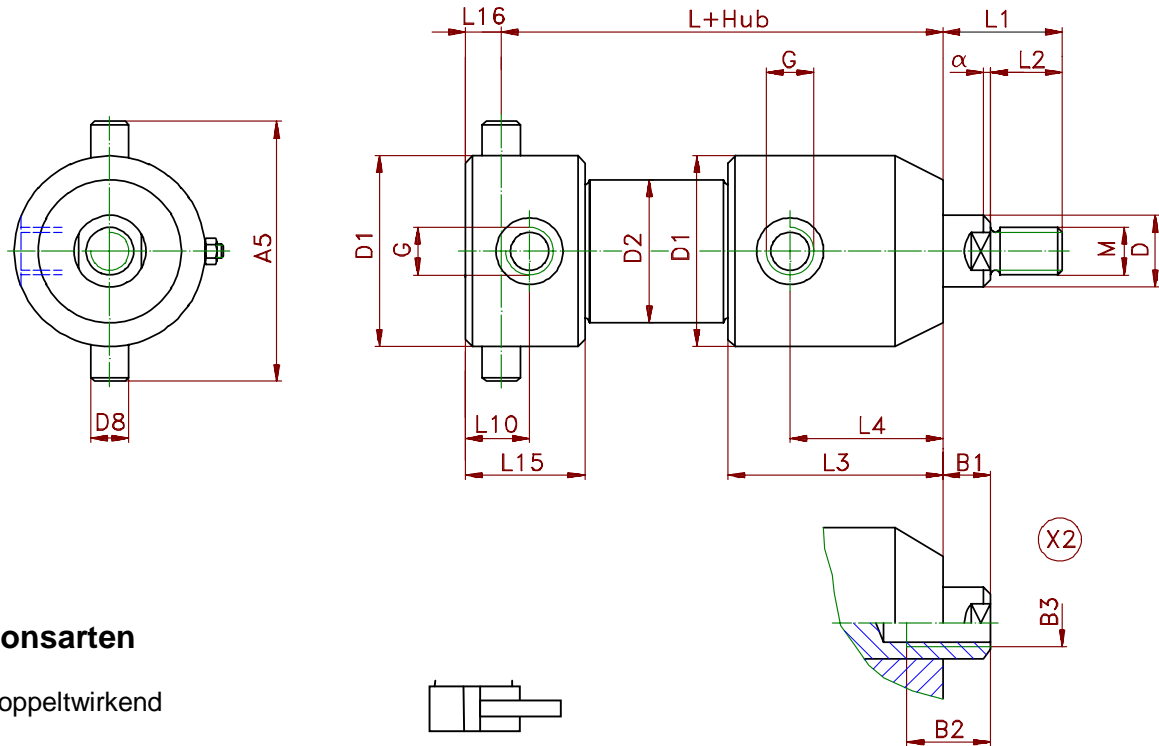 L16 L+Hub L1
G α L2
A5 D1 G D2 D1 M D
D8
L10 L4
L15 L3 B1
X2
B3
onsarten
oppeltwirkend
B2